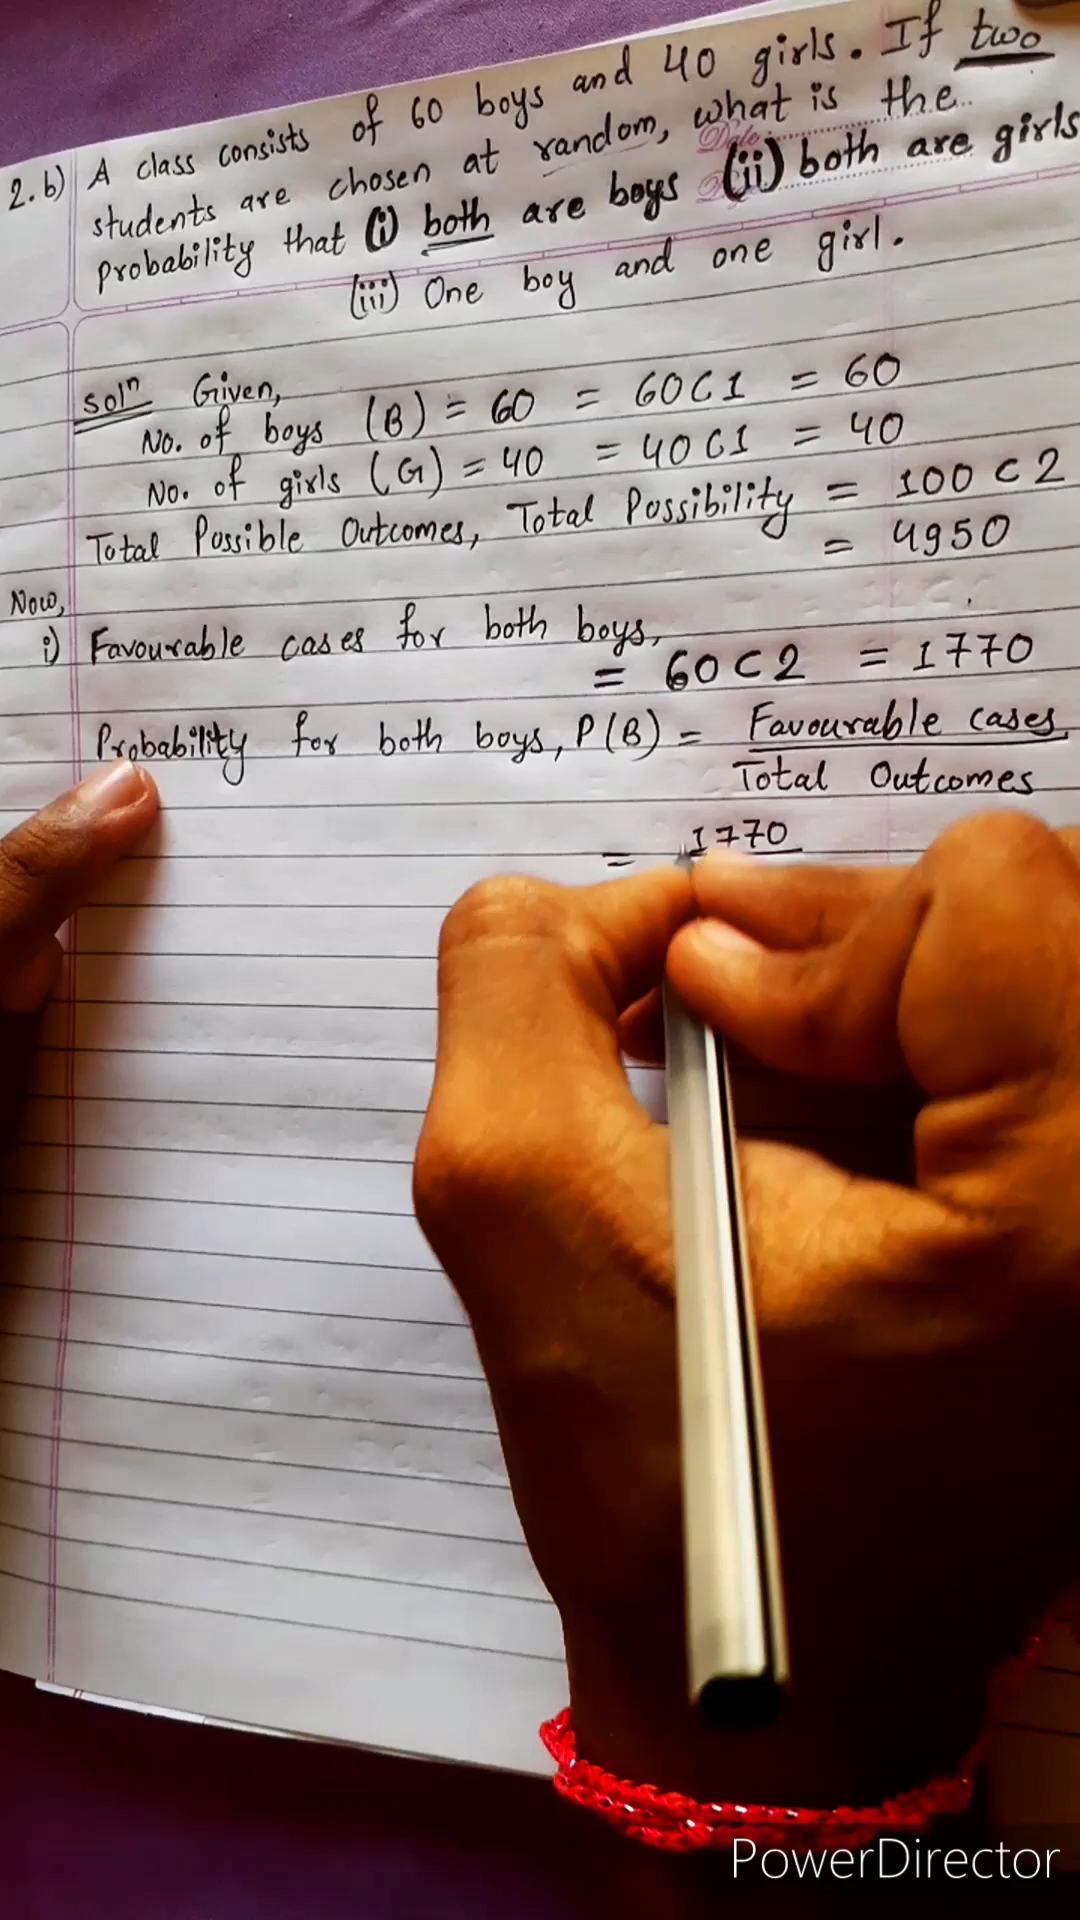 2.b) A class consists of 60 boys and 40 girls. If two
students are chosen at random, what is the
Date
probability that (i) both are boys (ii) both are girls
(iii) One boy and one girl.
Solⁿ Given,
No. of boys (B) = 60 = 60C1 = 60
No. of girls (G) = 40 = 40C1 = 40
Total Possible Outcomes, Total Possibility = 100C2
= 4950
Now,
i) Favourable cases for both boys,
= 60C2 = 1770
Probability for both boys, P(B) = Favourable cases
Total Outcomes
= 1770
PowerDirector